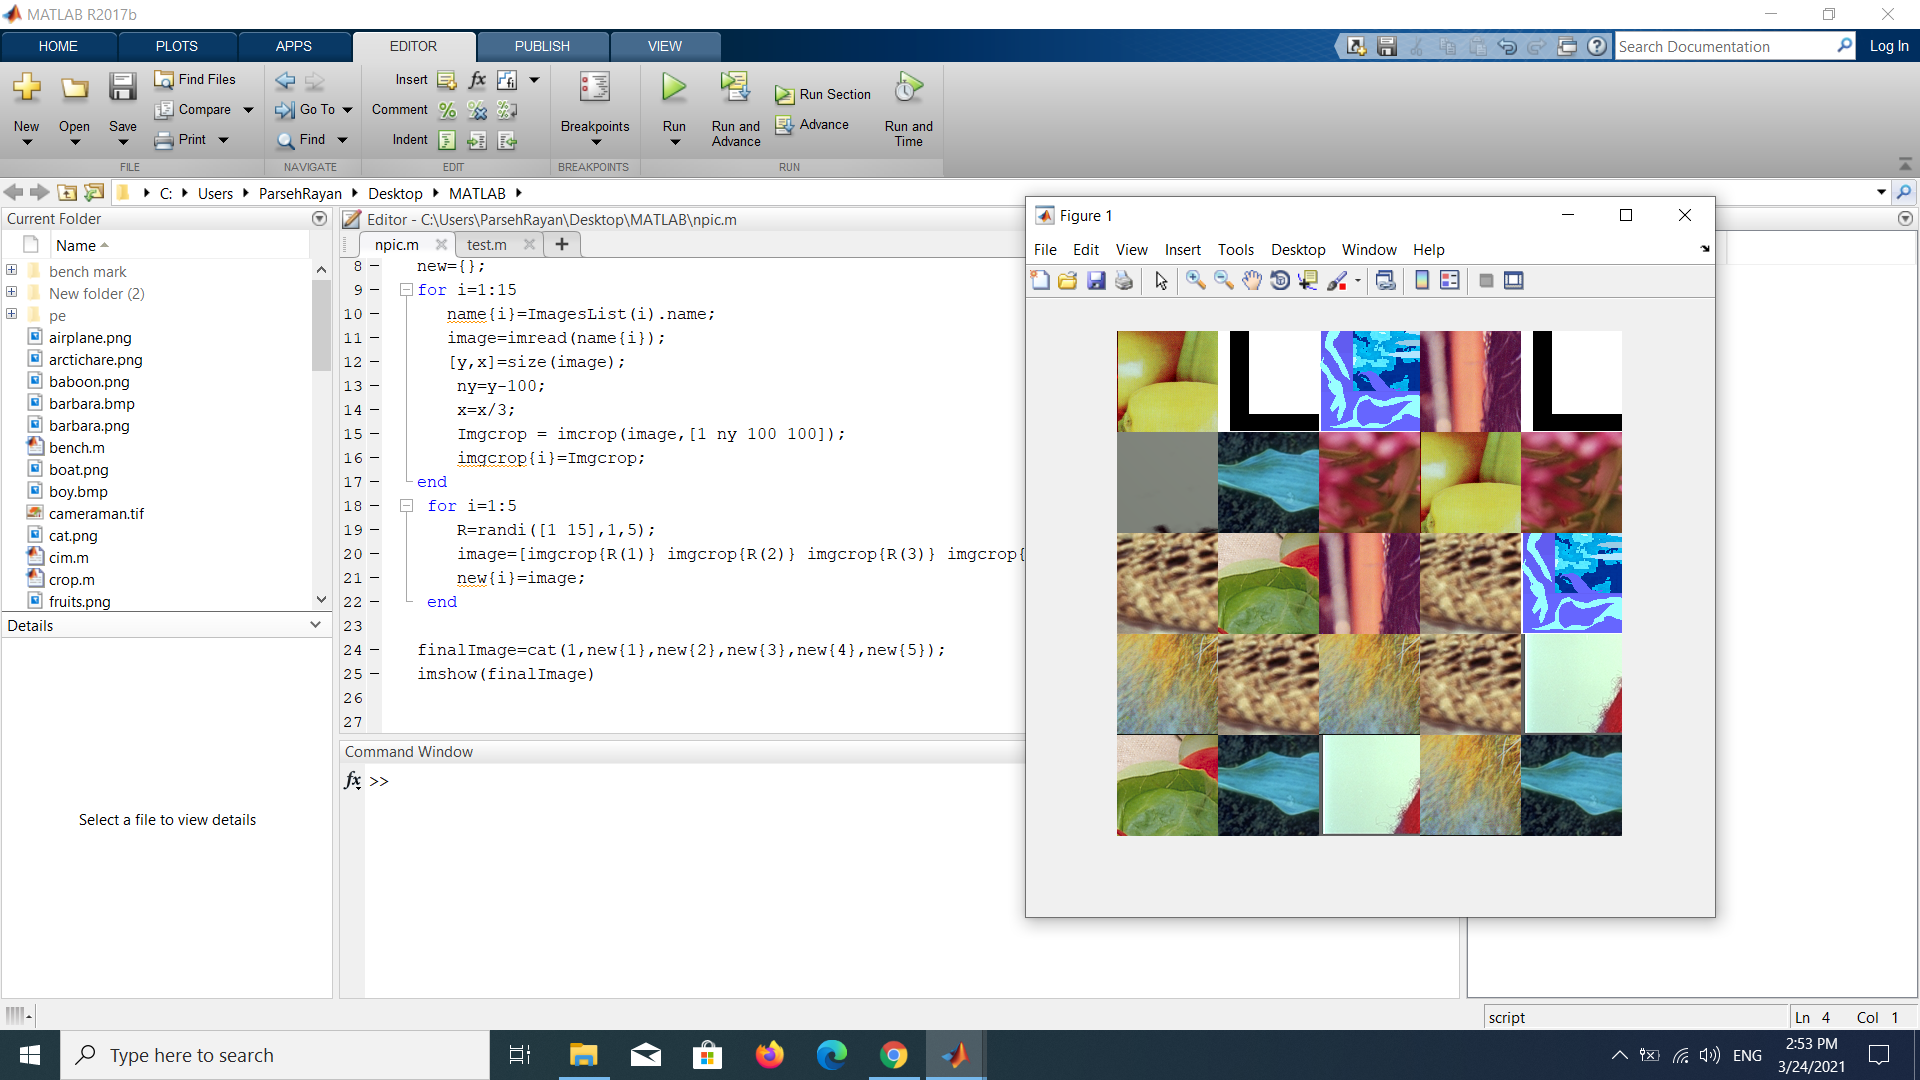 MATLAB R2017b
HOME PLOTS APPS EDITOR PUBLISH VIEW
Search Documentation Log In
New Open Save Find Files Compare Print
FILE
Go To Find
NAVIGATE
Insert fx
Comment
Indent
EDIT
Breakpoints
BREAKPOINTS
Run Run and Advance Run Section Advance Run and Time
RUN
C: Users ParsehRayan Desktop MATLAB
Current Folder
Name
bench mark
New folder (2)
pe
airplane.png
arctichare.png
baboon.png
barbara.bmp
barbara.png
bench.m
boat.png
boy.bmp
cameraman.tif
cat.png
cim.m
crop.m
fruits.png
Details
Select a file to view details
Editor - C:\Users\ParsehRayan\Desktop\MATLAB\npic.m
npic.m test.m
8 new={};
9 for i=1:15
10 name{i}=ImagesList(i).name;
11 image=imread(name{i});
12 [y,x]=size(image);
13 ny=y-100;
14 x=x/3;
15 Imgcrop = imcrop(image,[1 ny 100 100]);
16 imgcrop{i}=Imgcrop;
17 end
18 for i=1:5
19 R=randi([1 15],1,5);
20 image=[imgcrop{R(1)} imgcrop{R(2)} imgcrop{R(3)} imgcrop{
21 new{i}=image;
22 end
23
24 finalImage=cat(1,new{1},new{2},new{3},new{4},new{5});
25 imshow(finalImage)
26
27
Command Window
fx >>
Figure 1
File Edit View Insert Tools Desktop Window Help
script Ln 4 Col 1
Type here to search
ENG
2:53 PM
3/24/2021